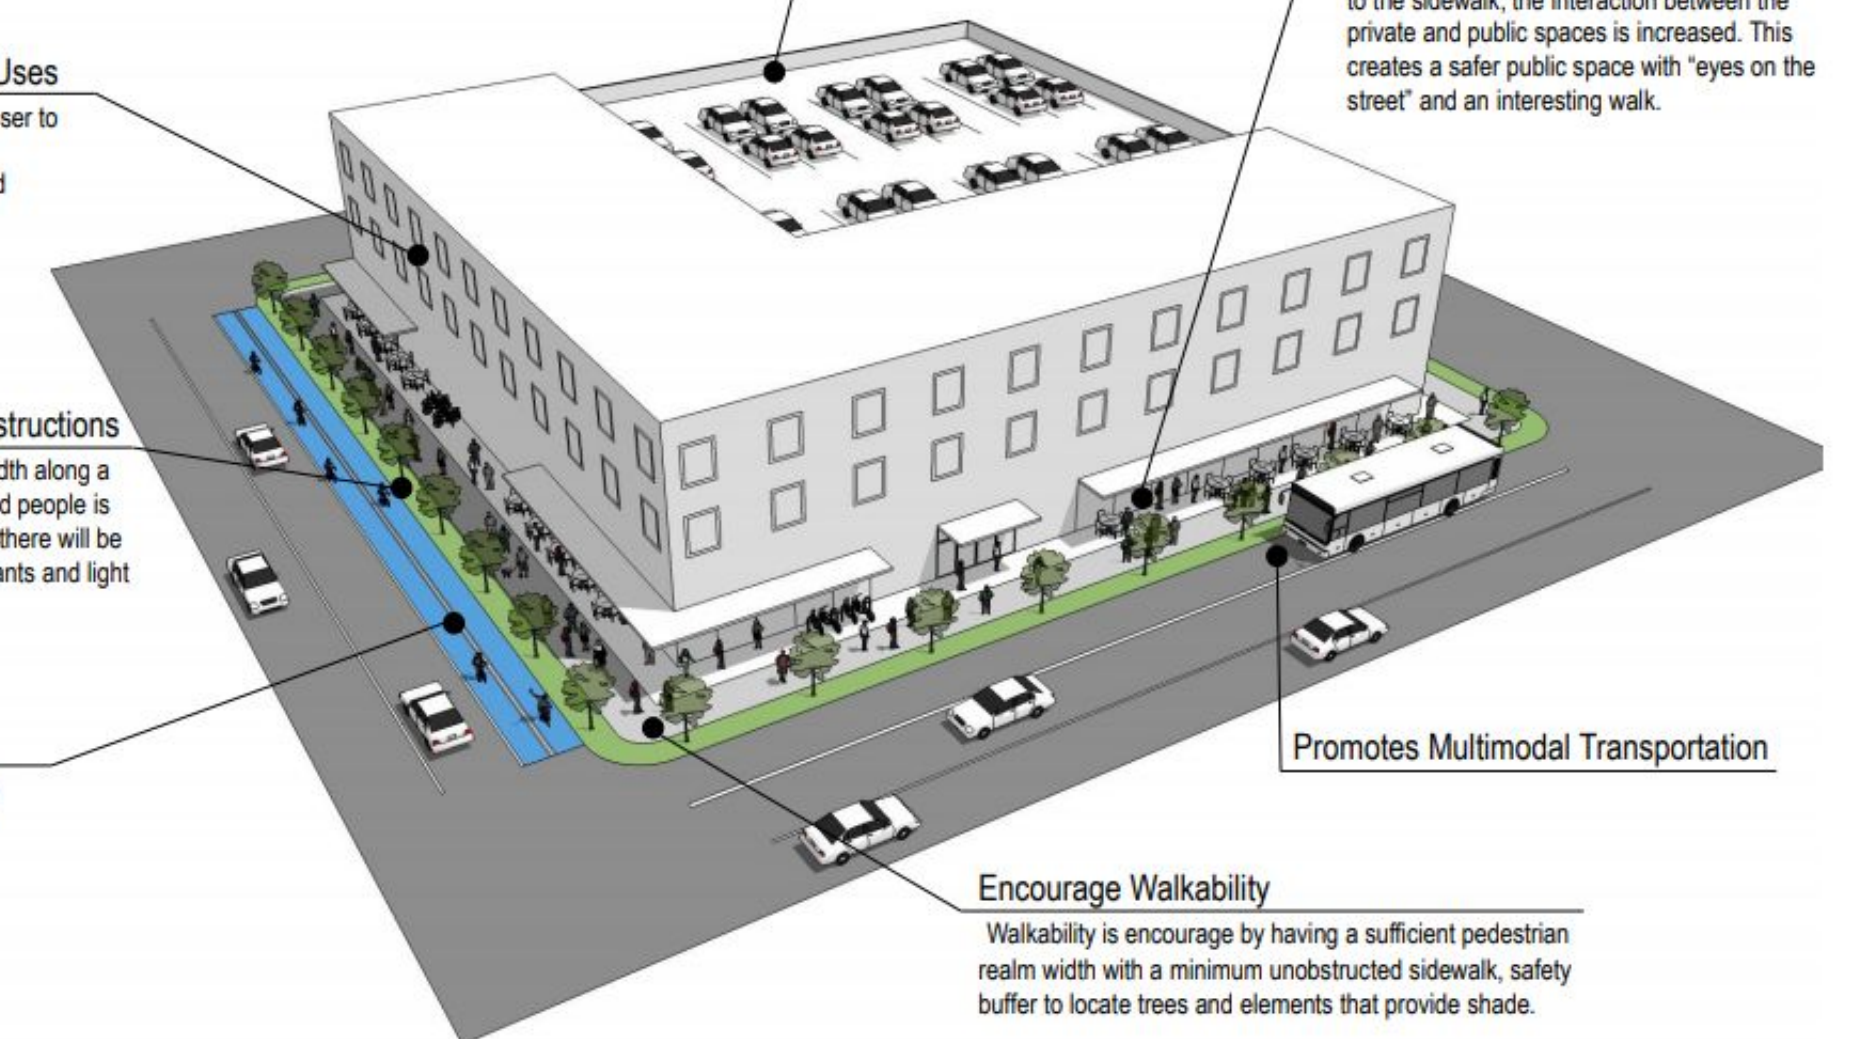 to the sidewalk, the interaction between the
private and public spaces is increased. This
creates a safer public space with “eyes on the
street” and an interesting walk.
Uses
ser to
d
structions
dth along a
d people is
there will be
ants and light
Promotes Multimodal Transportation
Encourage Walkability
Walkability is encourage by having a sufficient pedestrian
realm width with a minimum unobstructed sidewalk, safety
buffer to locate trees and elements that provide shade.